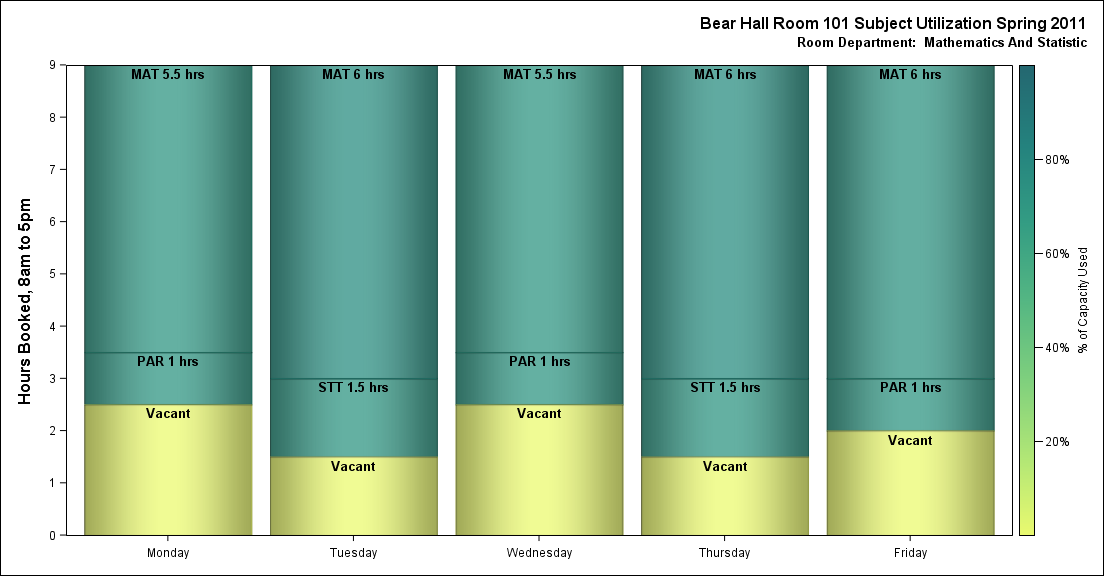 Bear Hall Room 101 Subject Utilization Spring 2011
Room Department:  Mathematics And Statistic
Hours Booked, 8am to 5pm
9
8
7
6
5
4
3
2
1
0
MAT 5.5 hrs
PAR 1 hrs
Vacant
MAT 6 hrs
STT 1.5 hrs
Vacant
MAT 5.5 hrs
PAR 1 hrs
Vacant
MAT 6 hrs
STT 1.5 hrs
Vacant
MAT 6 hrs
PAR 1 hrs
Vacant
Monday
Tuesday
Wednesday
Thursday
Friday
80%
60%
40%
20%
% of Capacity Used